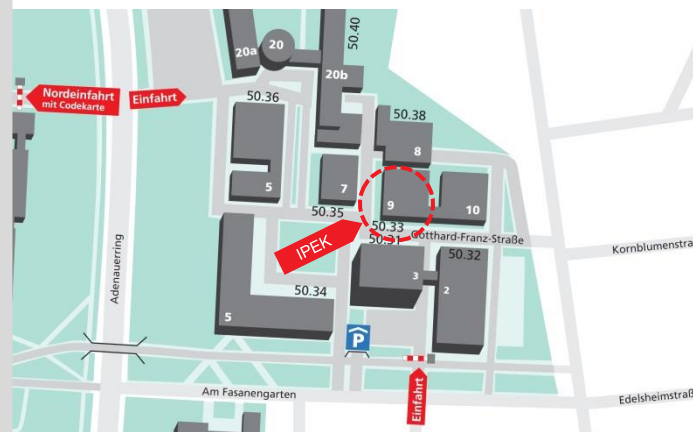 50.40
20
20a
20b
Nordeinfahrt
mit Codekarte
Einfahrt
50.36
50.38
8
5
7
9
10
50.35
50.33
Gotthard-Franz-Straße
IPEK
50.31
50.32
Kornblumenstra
3
2
Adenauerring
50.34
5
P
Am Fasanengarten
Einfahrt
Edelsheimstraß